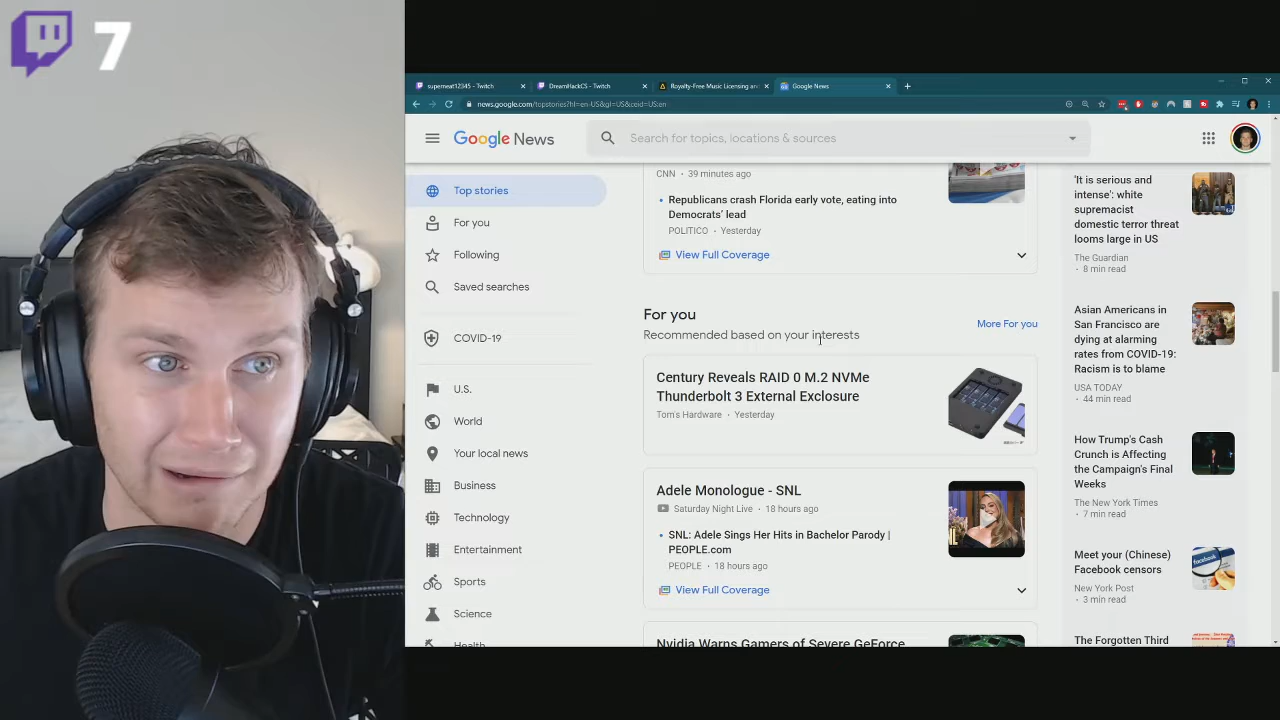 7
supermeat12345 - Twitch
DreamHackCS - Twitch
Royalty-Free Music Licensing an
Google News
news.google.com/topstories?hl=en-US&gl=US&ceid=US:en
Google News
Search for topics, locations & sources
Top stories
For you
Following
Saved searches
COVID-19
U.S.
World
Your local news
Business
Technology
Entertainment
Sports
Science
Health
CNN • 39 minutes ago
Republicans crash Florida early vote, eating into
Democrats' lead
POLITICO • Yesterday
View Full Coverage
For you
Recommended based on your interests
More For you
Century Reveals RAID 0 M.2 NVMe
Thunderbolt 3 External Exclosure
Tom's Hardware • Yesterday
Adele Monologue - SNL
Saturday Night Live • 18 hours ago
SNL: Adele Sings Her Hits in Bachelor Parody |
PEOPLE.com
PEOPLE • 18 hours ago
View Full Coverage
Nvidia Warns Gamers of Severe GeForce
'It is serious and
intense': white
supremacist
domestic terror threat
looms large in US
The Guardian
8 min read
Asian Americans in
San Francisco are
dying at alarming
rates from COVID-19:
Racism is to blame
USA TODAY
44 min read
How Trump's Cash
Crunch is Affecting
the Campaign's Final
Weeks
The New York Times
7 min read
Meet your (Chinese)
Facebook censors
New York Post
3 min read
The Forgotten Third